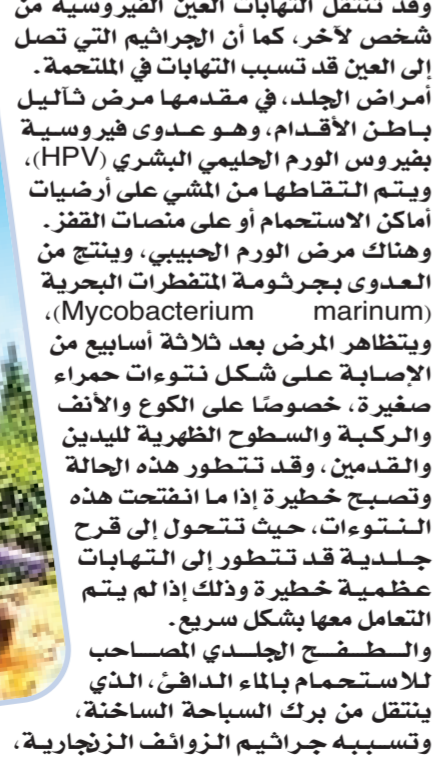 وقد تنتقل التهابات العين الفيروسية من
شخص لآخر، كما أن الجراثيم التي تصل
إلى العين قد تسبب التهابات في الملتحمة.
أمراض الجلد، في مقدمها مرض ثآليل
باطن الأقدام، وهو عدوى فيروسية
بفيروس الورم الحليمي البشري (HPV)،
ويتم التقاطها من المشي على أرضيات
أماكن الاستحمام أو على منصات القفز.
وهناك مرض الورم الحبيبي، وينتج من
العدوى بجرثومة المتفطرات البحرية
(Mycobacterium marinum)،
ويتظاهر المرض بعد ثلاثة أسابيع من
الإصابة على شكل نتوءات حمراء
صغيرة، خصوصًا على الكوع والأنف
والركبة والسطوح الظهرية لليدين
والقدمين، وقد تتطور هذه الحالة
وتصبح خطيرة إذا ما انفتحت هذه
النتوءات، حيث تتحول إلى قرح
جلدية قد تتطور إلى التهابات
عظمية خطيرة وذلك إذا لم يتم
التعامل معها بشكل سريع.
والطفح الجلدي المصاحب
للاستحمام بالماء الدافئ، الذي
ينتقل من برك السباحة الساخنة،
وتسببه جراثيم الزوائف الزنجارية،